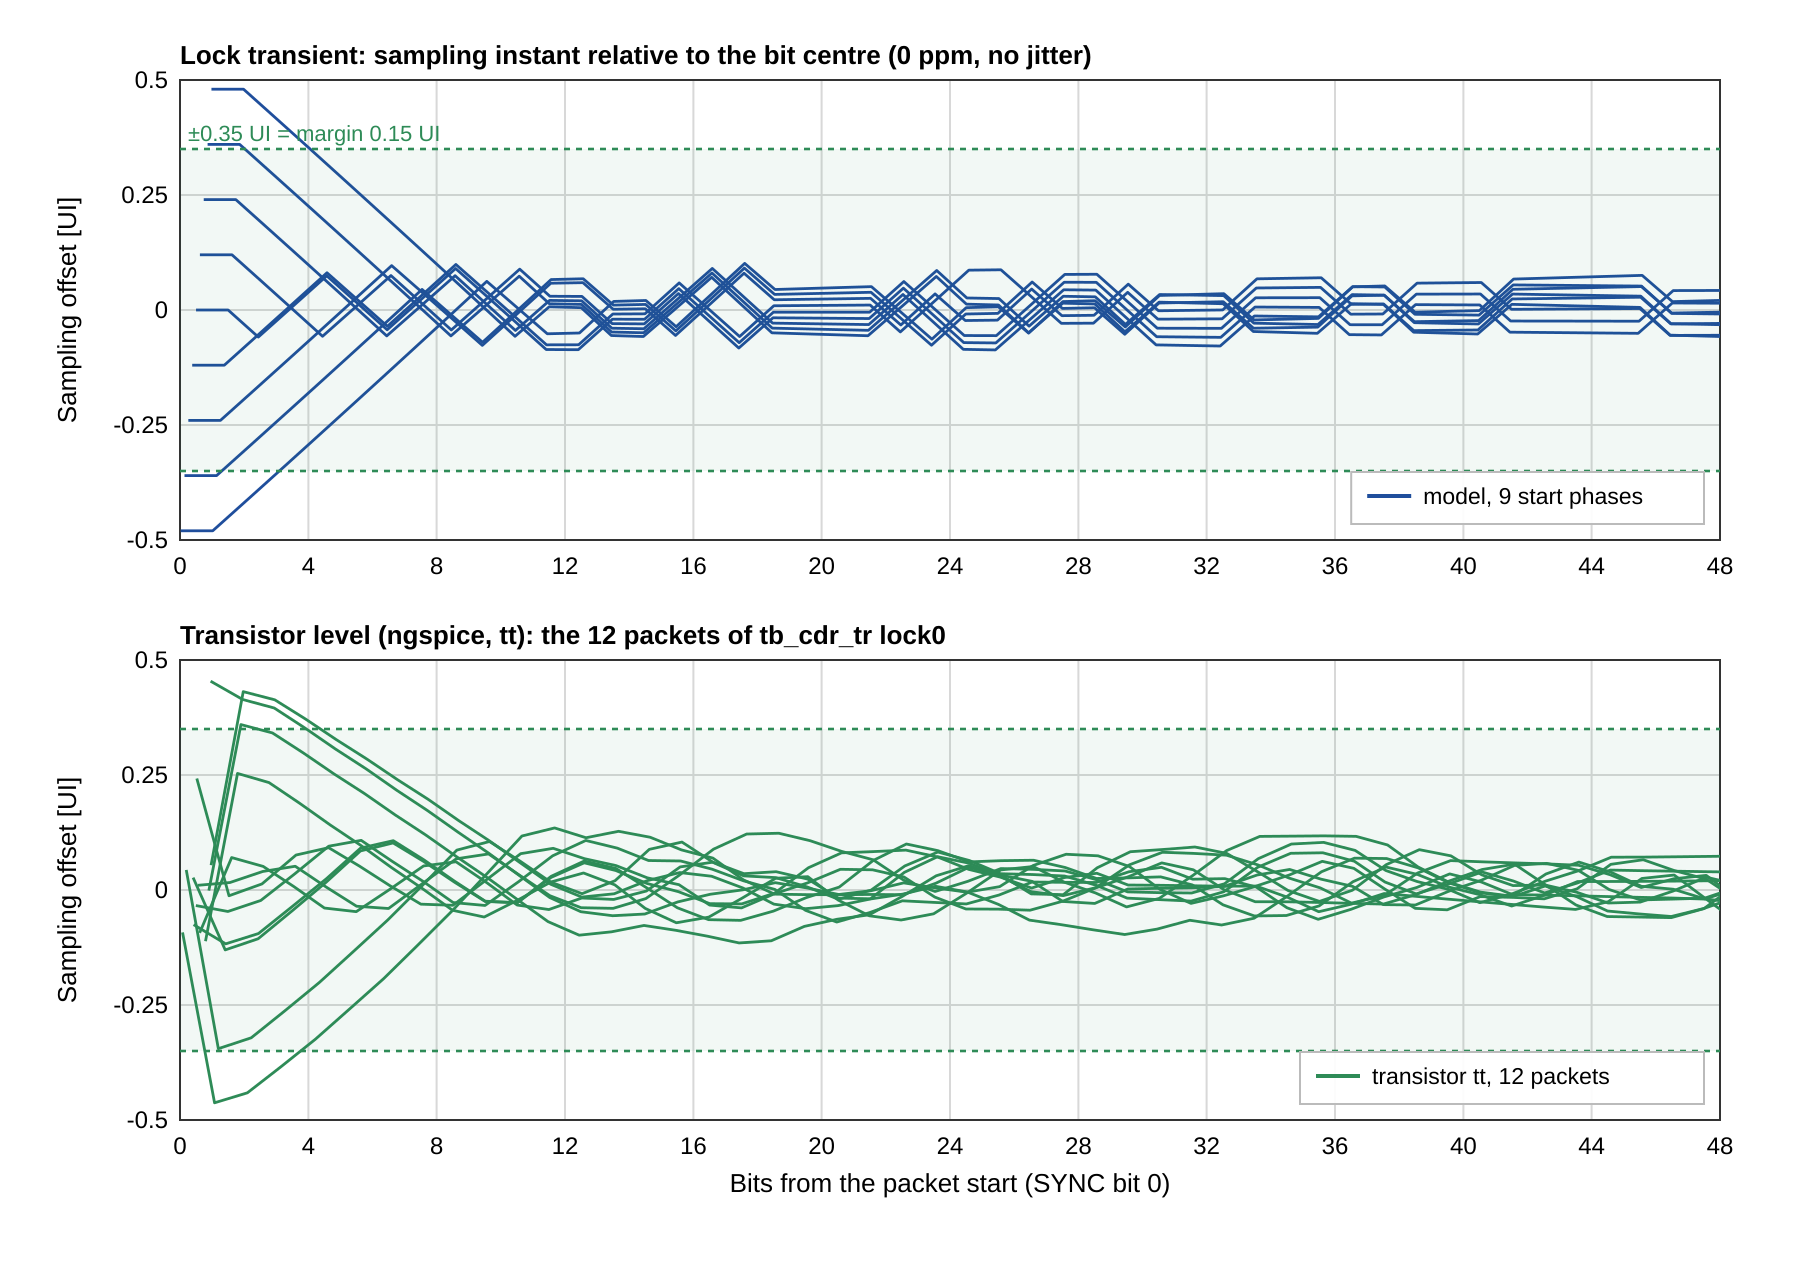 Lock transient: sampling instant relative to the bit centre (0 ppm, no jitter)
0.5
±0.35 UI = margin 0.15 UI
0.25
Sampling offset [UI]
0
-0.25
model, 9 start phases
-0.5
0 4 8 12 16 20 24 28 32 36 40 44 48
Transistor level (ngspice, tt): the 12 packets of tb_cdr_tr lock0
0.5
0.25
Sampling offset [UI]
0
-0.25
transistor tt, 12 packets
-0.5
0 4 8 12 16 20 24 28 32 36 40 44 48
Bits from the packet start (SYNC bit 0)